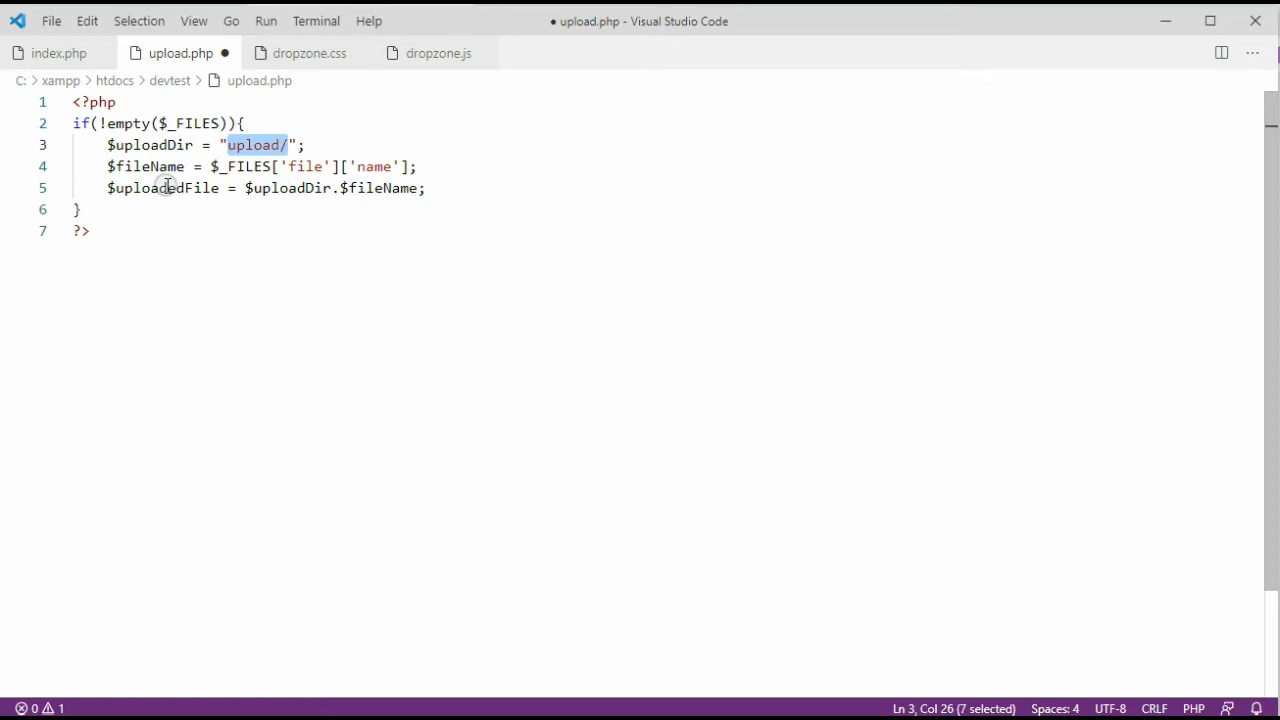 File Edit Selection View Go Run Terminal Help ● upload.php - Visual Studio Code
index.php upload.php ● dropzone.css dropzone.js
C: > xampp > htdocs > devtest > upload.php
1 <?php
2 if(!empty($_FILES)){
3 $uploadDir = "upload/";
4 $fileName = $_FILES['file']['name'];
5 $uploadedFile = $uploadDir.$fileName;
6 }
7 ?>
0 1 Ln 3, Col 26 (7 selected) Spaces: 4 UTF-8 CRLF PHP